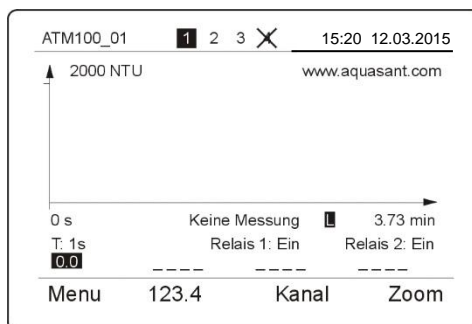 ATM100_01 1 2 3 4 15:20 12.03.2015
2000 NTU www.aquasant.com
0 s Keine Messung L 3.73 min
T: 1s Relais 1: Ein Relais 2: Ein
0.0 ---- ---- ----
Menu 123.4 Kanal Zoom